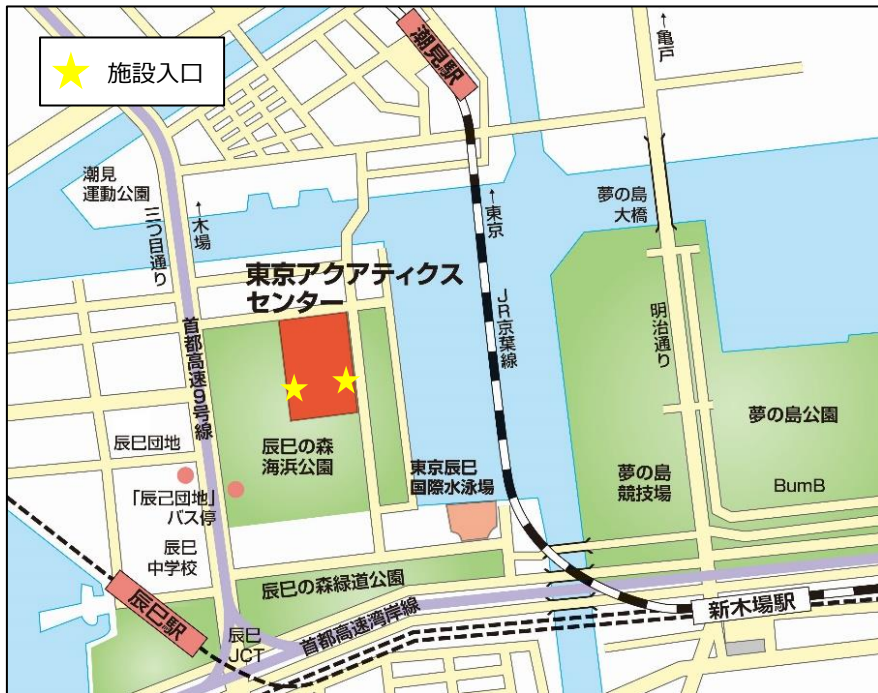 施設入口
潮見駅
←亀戸
潮見
運動公園
三つ目通り
←木場
←東京
夢の島
大橋
東京アクアティクス
センター
JR京葉線
明治通り
首都高速9号線
辰巳団地
辰巳の森
海浜公園
東京辰巳
国際水泳場
夢の島公園
夢の島
競技場
BumB
「辰己団地」
バス停
辰巳
中学校
辰巳の森緑道公園
辰巳駅
首都高速湾岸線
新木場駅
辰巳
JCT